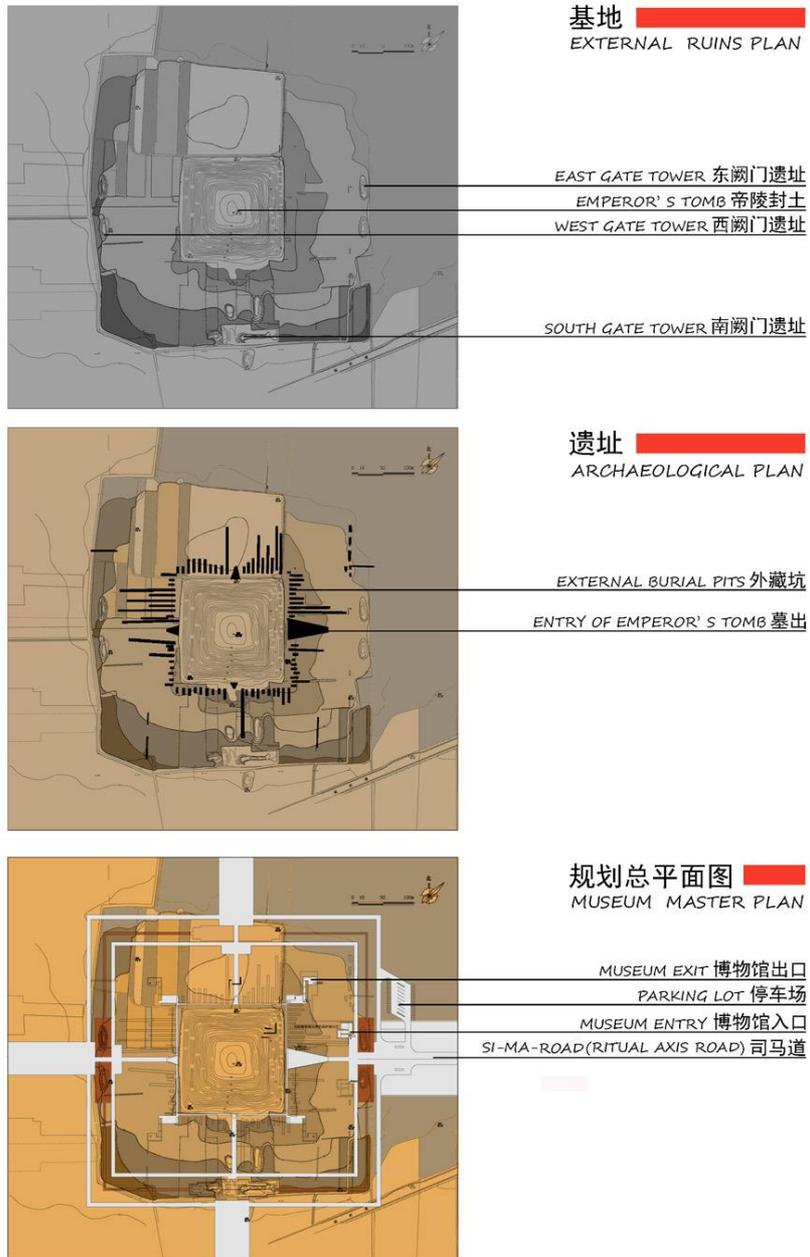 基地
EXTERNAL RUINS PLAN
EAST GATE TOWER 东阙门遗址
EMPEROR'S TOMB 帝陵封土
WEST GATE TOWER 西阙门遗址
SOUTH GATE TOWER 南阙门遗址
遗址
ARCHAEOLOGICAL PLAN
EXTERNAL BURIAL PITS 外藏坑
ENTRY OF EMPEROR'S TOMB 墓出
规划总平面图
MUSEUM MASTER PLAN
MUSEUM EXIT 博物馆出口
PARKING LOT 停车场
MUSEUM ENTRY 博物馆入口
SI-MA-ROAD(RITUAL AXIS ROAD) 司马道